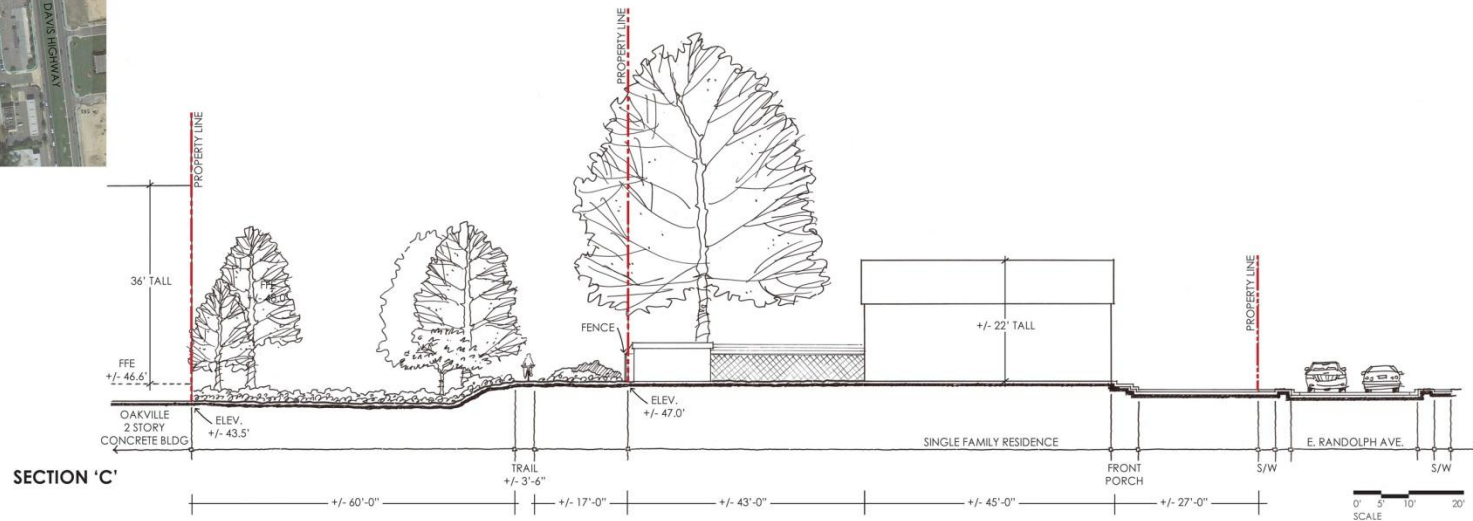 DAVIS HIGHWAY
PROPERTY LINE
PROPERTY LINE
PROPERTY LINE
36' TALL
FFE
+/- 46.6'
OAKVILLE
2 STORY
CONCRETE BLDG
ELEV.
+/- 43.5'
FENCE
ELEV.
+/- 47.0'
+/- 22' TALL
SINGLE FAMILY RESIDENCE
E. RANDOLPH AVE.
SECTION 'C'
TRAIL
+/- 3'-6"
FRONT
PORCH
S/W
S/W
+/- 60'-0"
+/- 17'-0"
+/- 43'-0"
+/- 45'-0"
+/- 27'-0"
0' 5' 10' 20'
SCALE
FFE